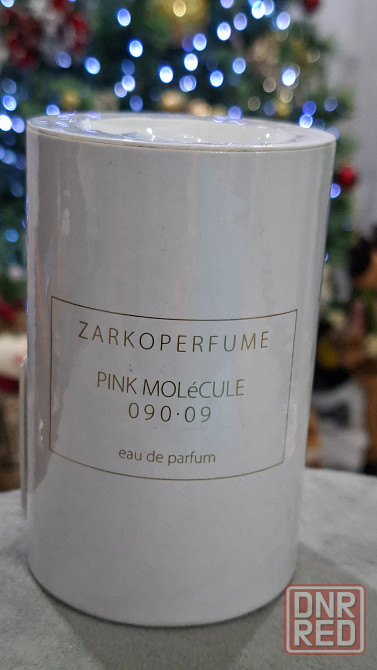 ZARKOPERFUME
PINK MOLéCULE
090·09
eau de parfum
DNR
RED